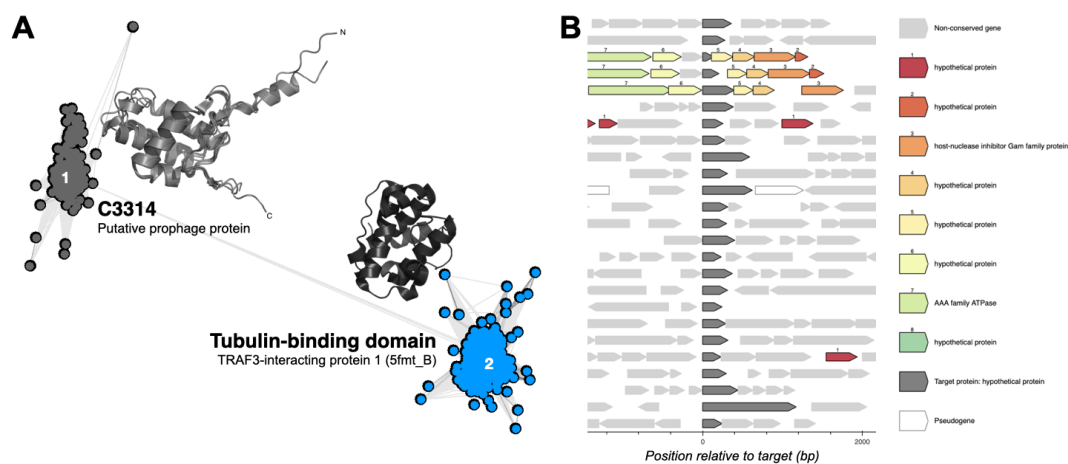 A
N
1
C3314
Putative prophage protein
C
Tubulin-binding domain
TRAF3-interacting protein 1 (5fmt_B)
2
B
7 6 5 4 3 2
7 6 5 4 3 2
7 6 5 4 3
1 1
1
0 2000
Position relative to target (bp)
Non-conserved gene
1
hypothetical protein
2
hypothetical protein
3
host-nuclease inhibitor Gam family protein
4
hypothetical protein
5
hypothetical protein
6
hypothetical protein
7
AAA family ATPase
8
hypothetical protein
Target protein: hypothetical protein
Pseudogene